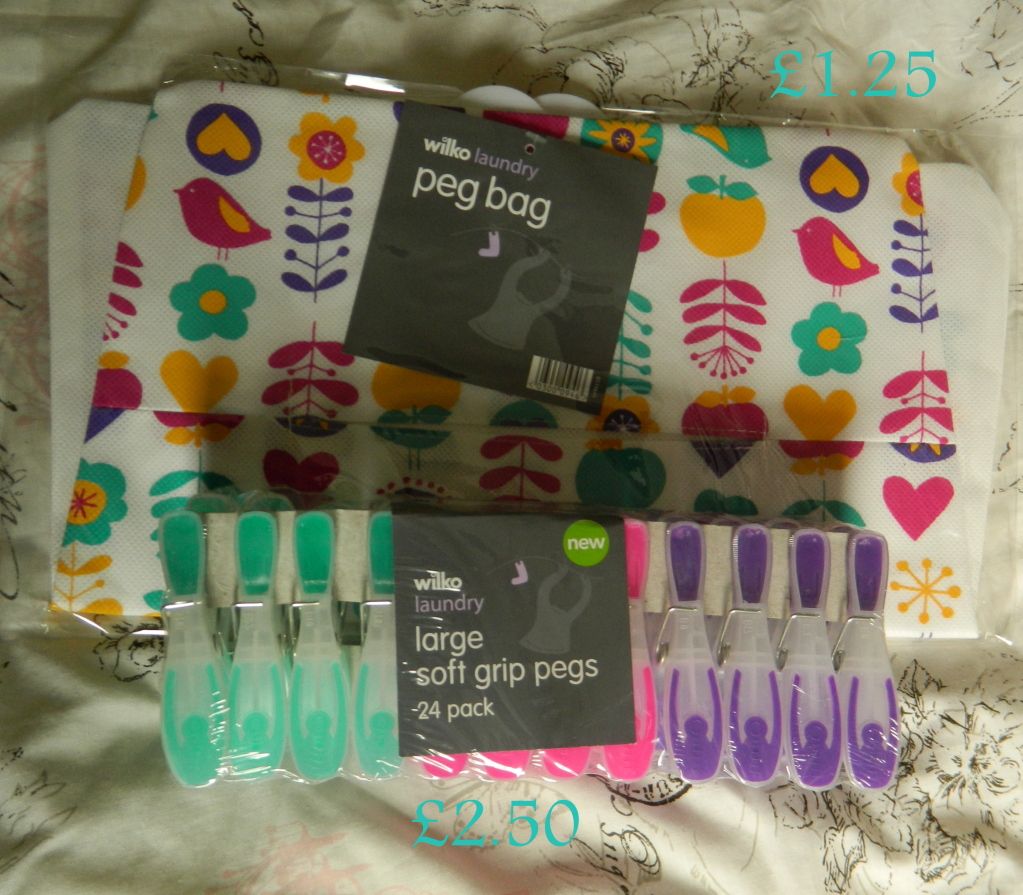 £1.25
wilko laundry
peg bag
new
wilko
laundry
large
soft grip pegs
24 pack
£2.50